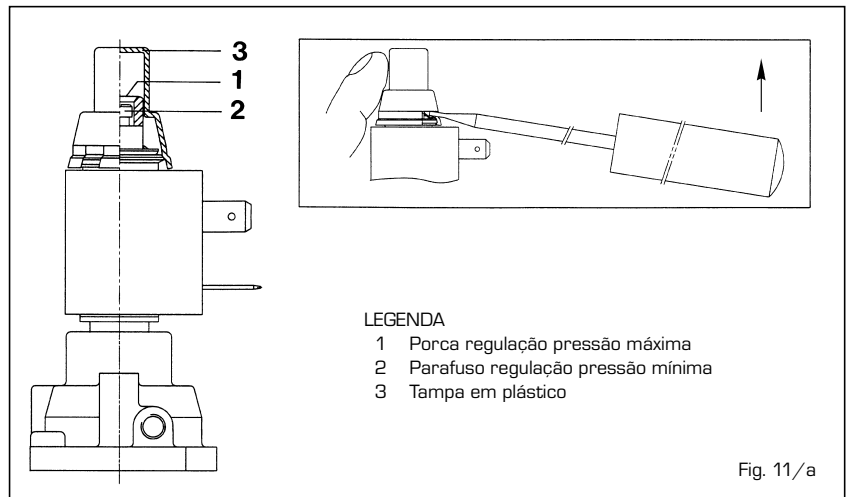 3
1
2
LEGENDA
1 Porca regulação pressão máxima
2 Parafuso regulação pressão mínima
3 Tampa em plástico
Fig. 11/a